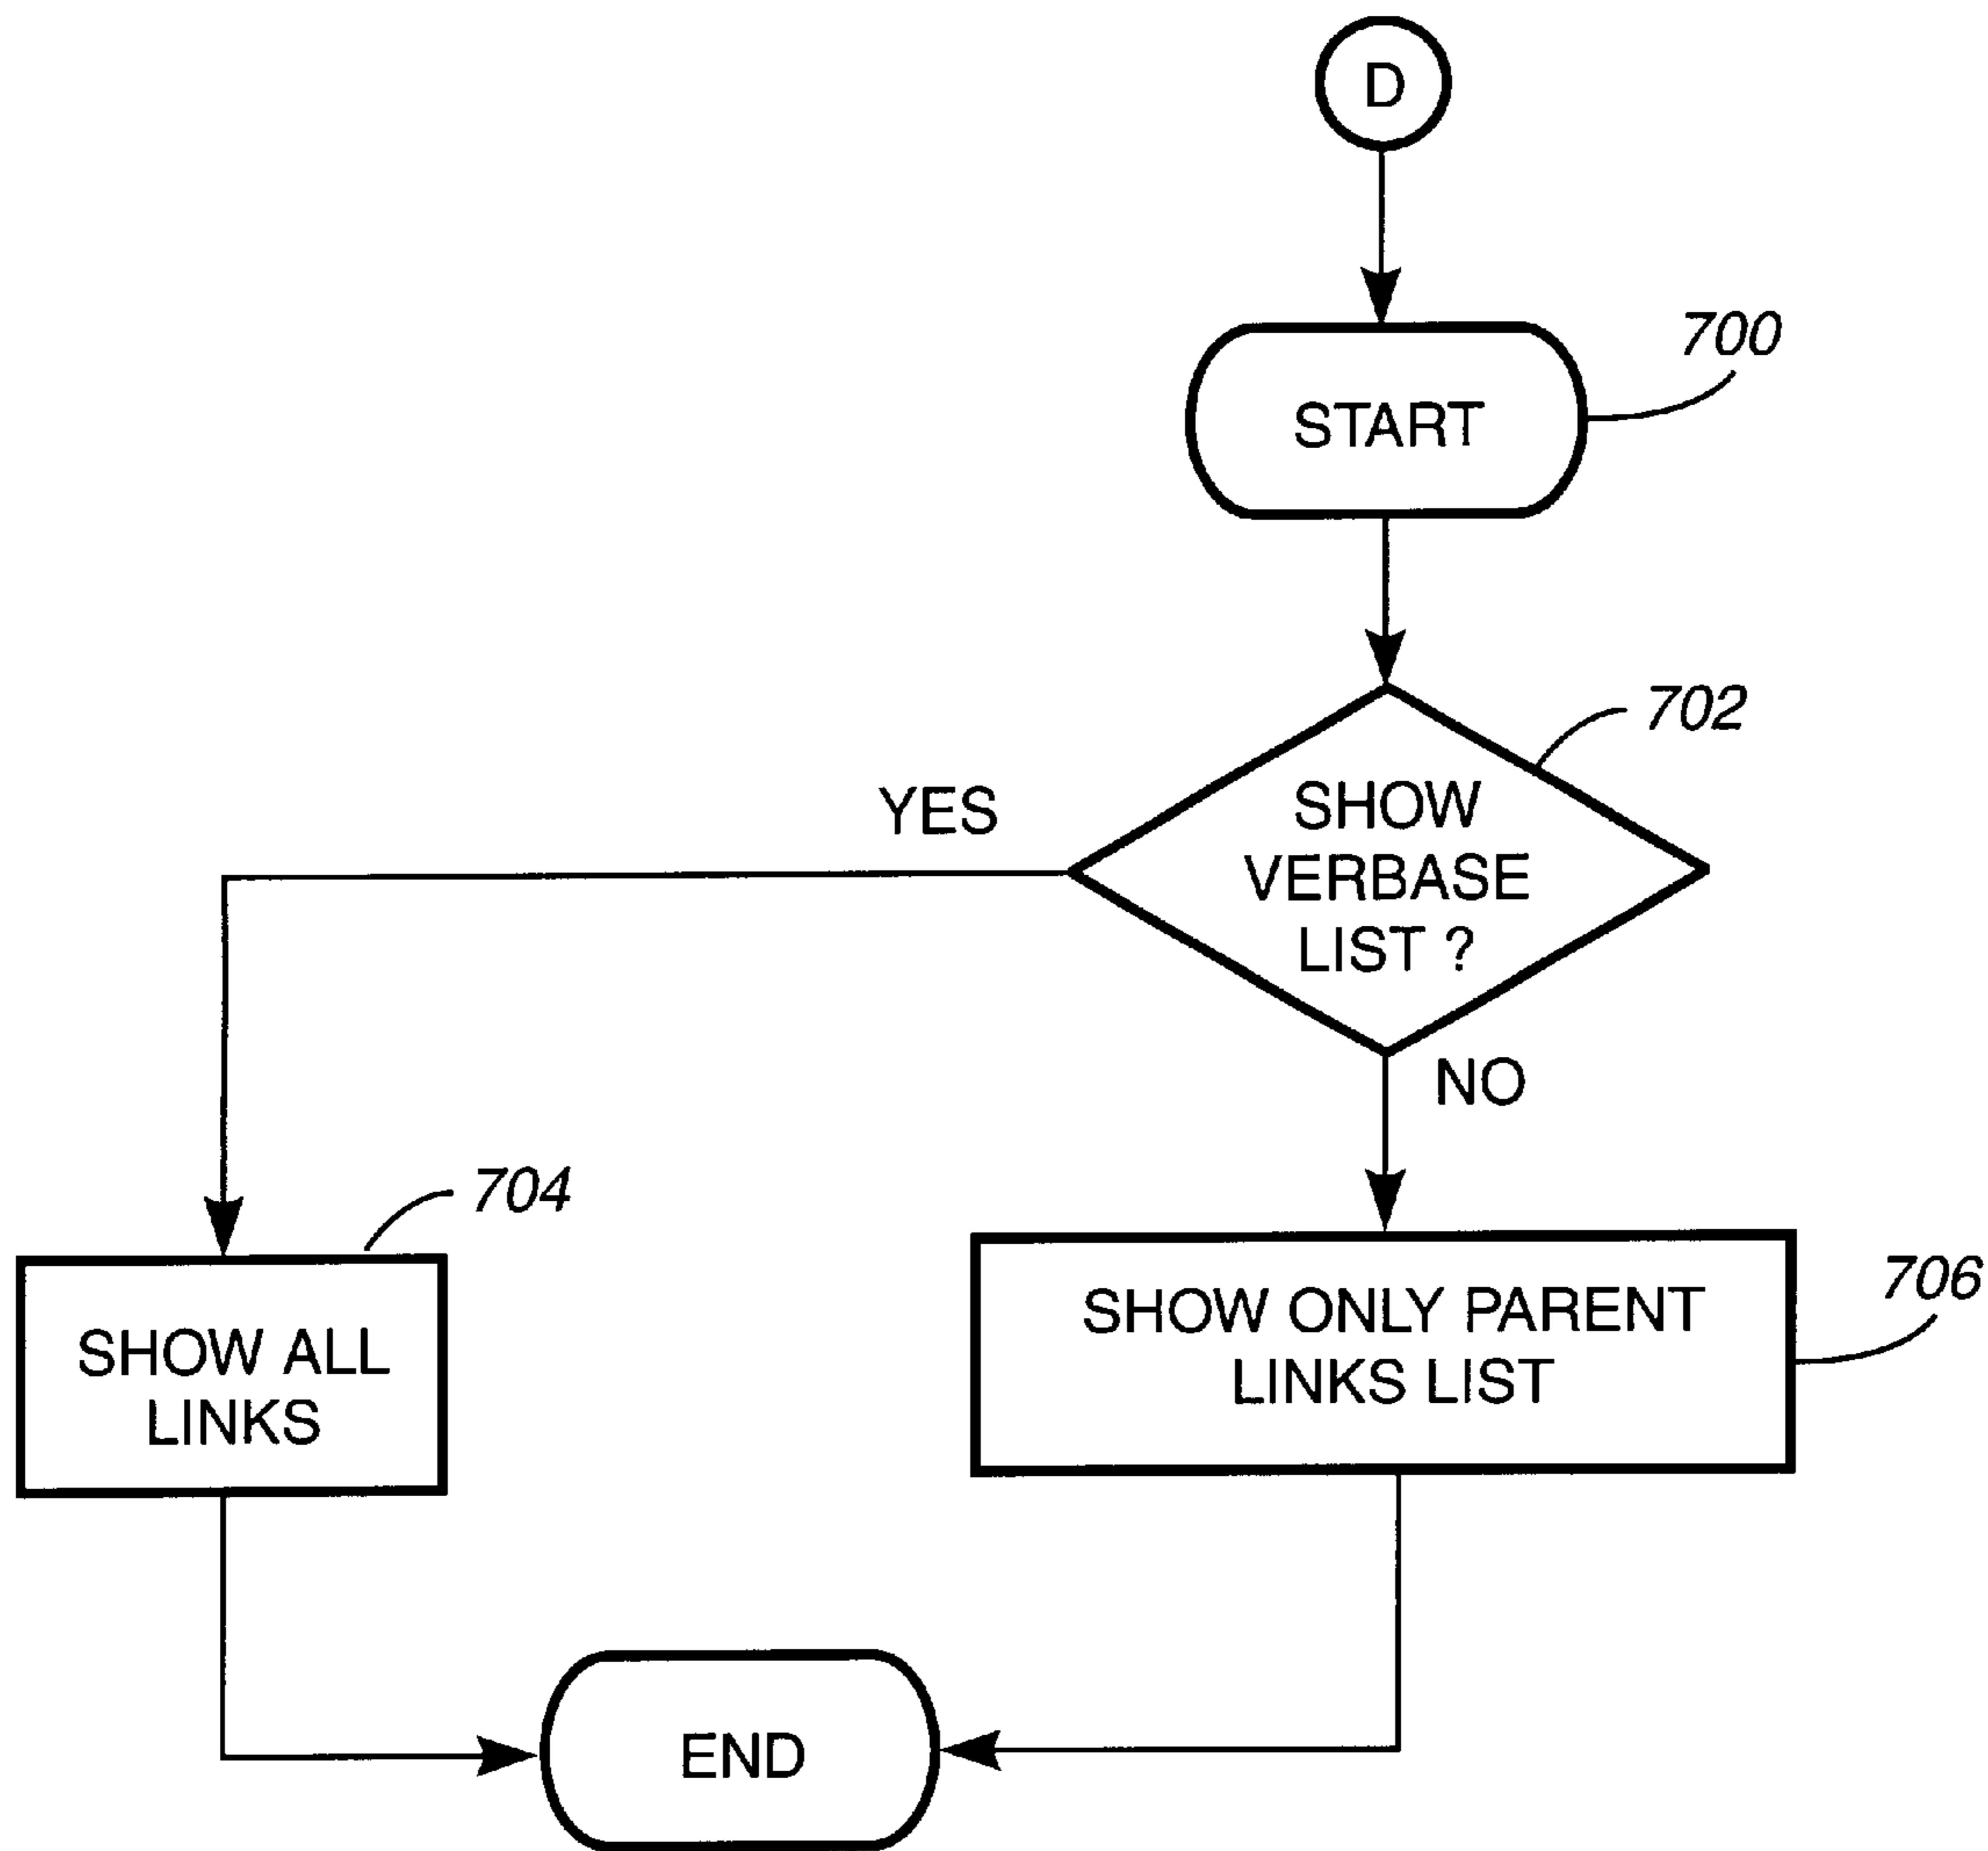 D
700
START
702
YES
SHOW
VERBASE
LIST ?
NO
704
SHOW ALL
LINKS
706
SHOW ONLY PARENT
LINKS LIST
END